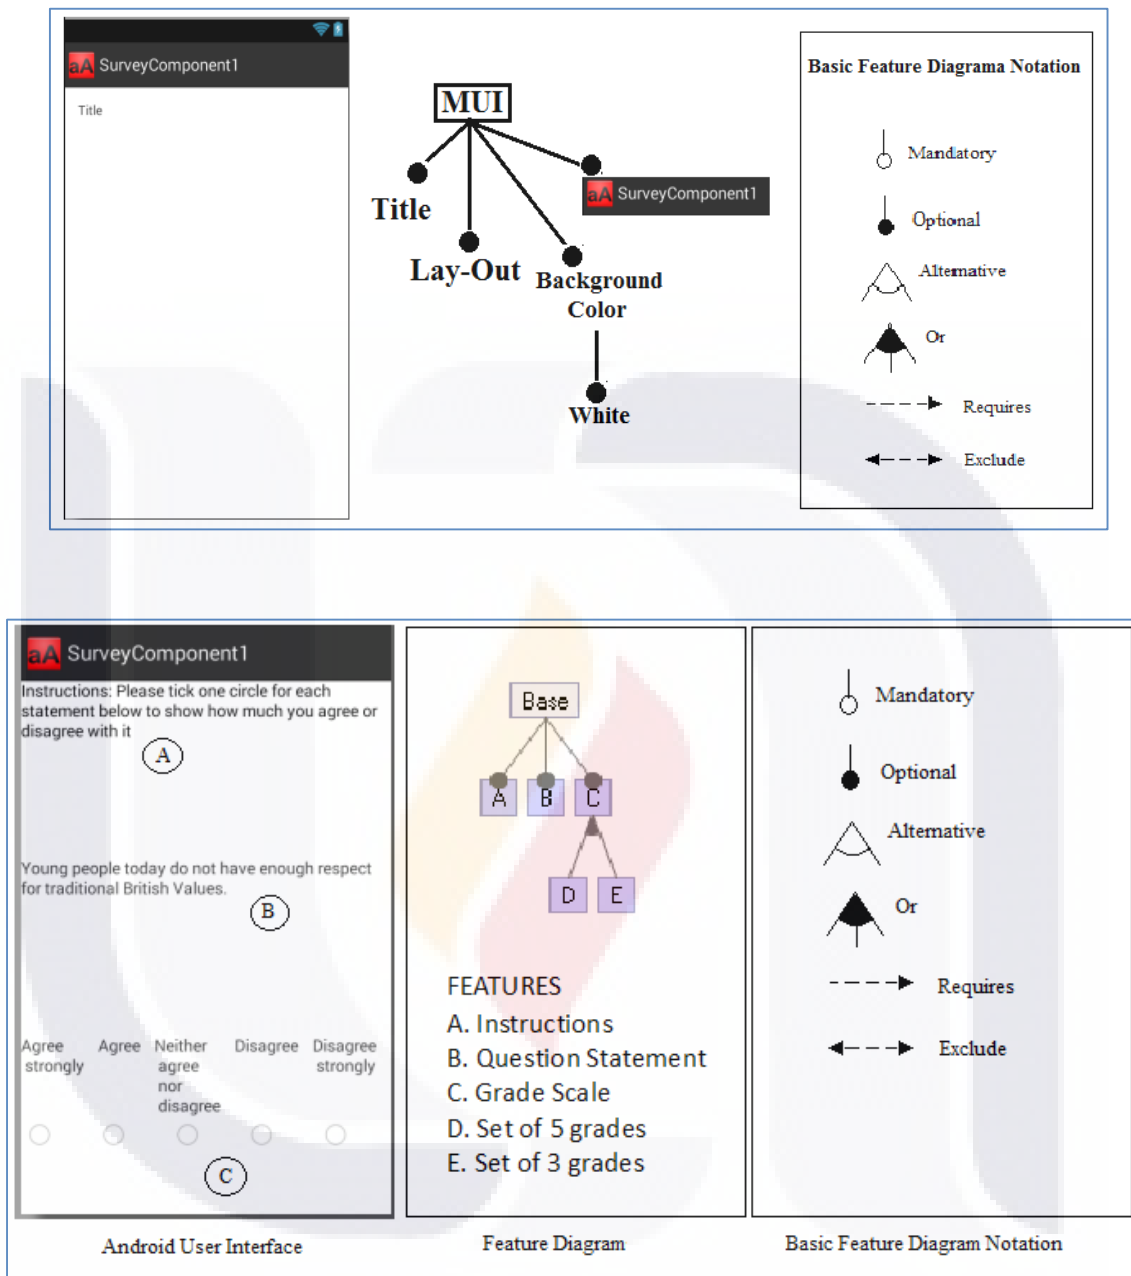 aA SurveyComponent1
Title
MUI
Title
Lay-Out
Background
Color
White
aA SurveyComponent1
Basic Feature Diagrama Notation
Mandatory
Optional
Alternative
Or
Requires
Exclude
aA SurveyComponent1
Instructions: Please tick one circle for each
statement below to show how much you agree or
disagree with it
A
Young people today do not have enough respect
for traditional British Values.
B
Agree
strongly
Agree
Neither
agree
nor
disagree
Disagree
Disagree
strongly
C
Android User Interface
Base
A B C
D E
FEATURES
A. Instructions
B. Question Statement
C. Grade Scale
D. Set of 5 grades
E. Set of 3 grades
Feature Diagram
Mandatory
Optional
Alternative
Or
Requires
Exclude
Basic Feature Diagram Notation